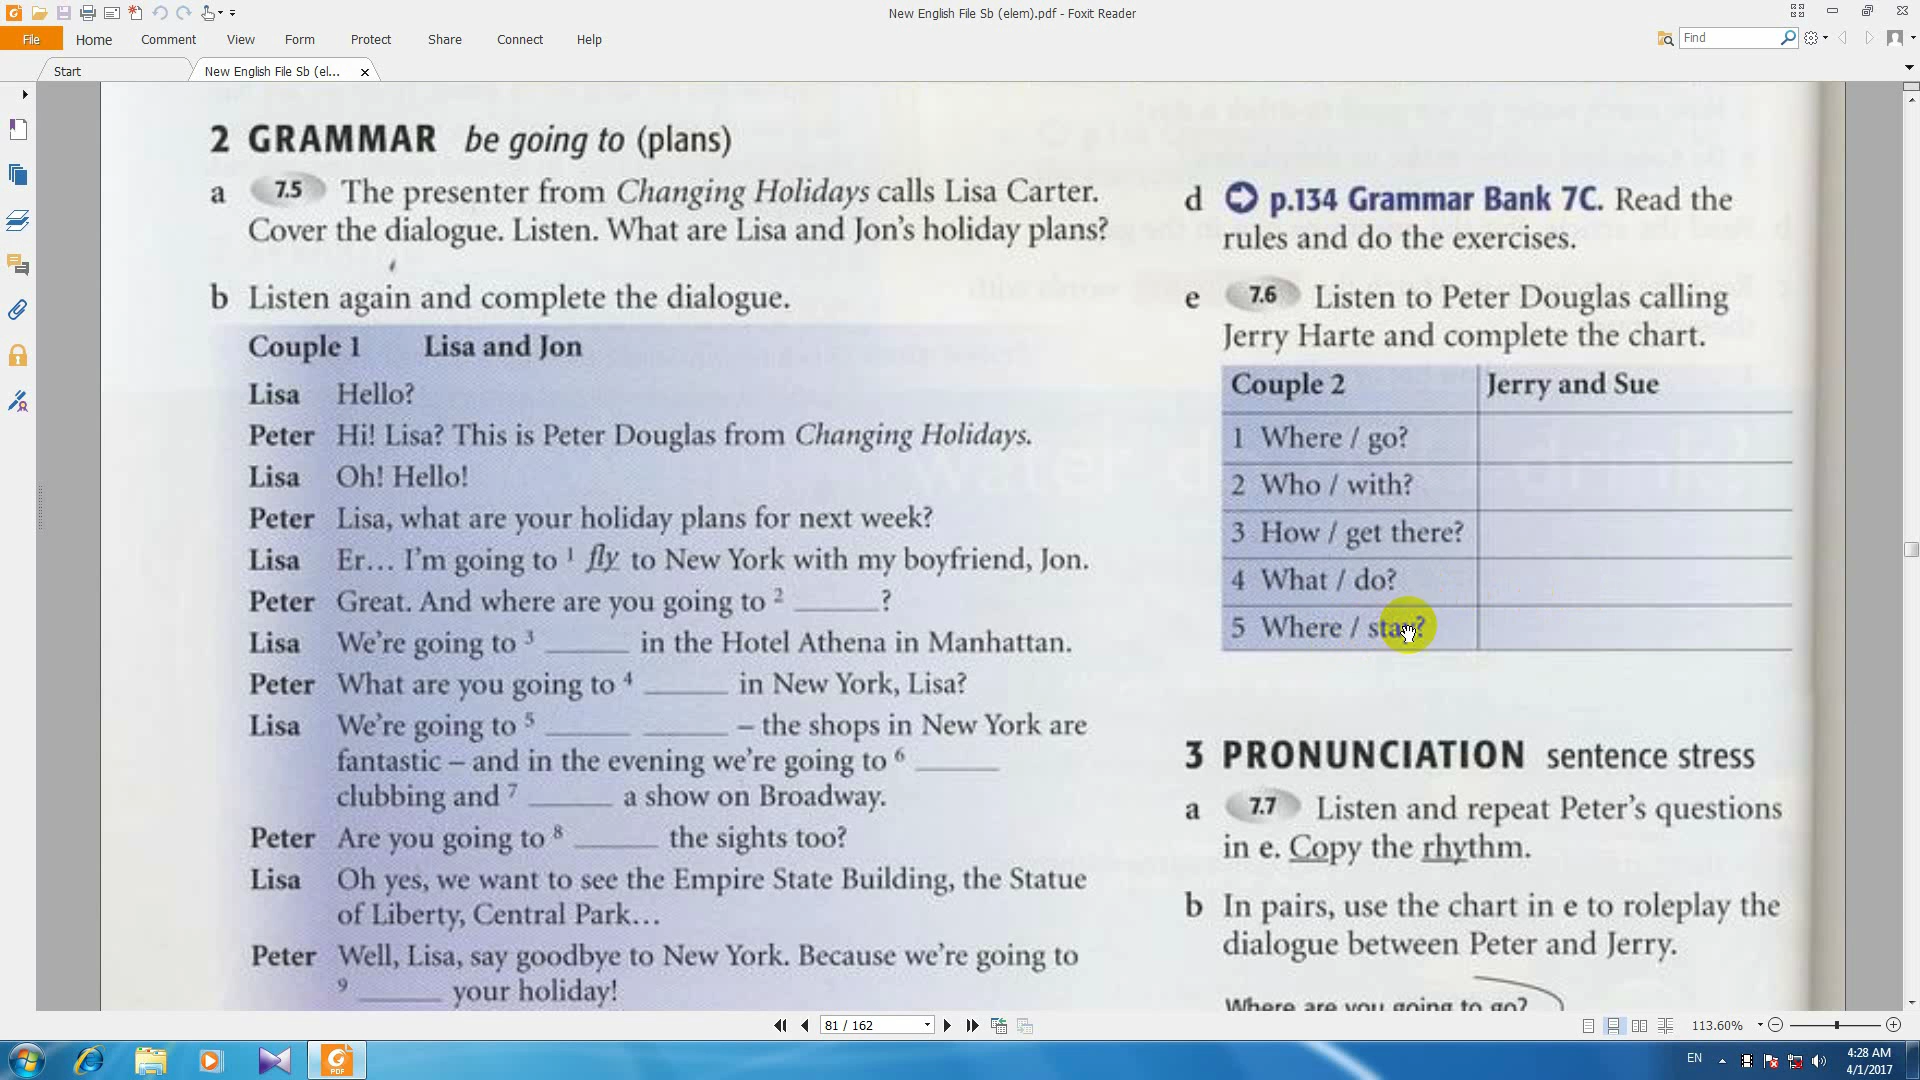 New English File Sb (elem).pdf - Foxit Reader
File Home Comment View Form Protect Share Connect Help
Find
Start
New English File Sb (el...
2 GRAMMAR be going to (plans)
a 7.5 The presenter from Changing Holidays calls Lisa Carter.
Cover the dialogue. Listen. What are Lisa and Jon's holiday plans?
b Listen again and complete the dialogue.
Couple 1 Lisa and Jon
Lisa Hello?
Peter Hi! Lisa? This is Peter Douglas from Changing Holidays.
Lisa Oh! Hello!
Peter Lisa, what are your holiday plans for next week?
Lisa Er... I'm going to 1 fly to New York with my boyfriend, Jon.
Peter Great. And where are you going to 2 ______?
Lisa We're going to 3 ______ in the Hotel Athena in Manhattan.
Peter What are you going to 4 ______ in New York, Lisa?
Lisa We're going to 5 ______ ______ – the shops in New York are
fantastic – and in the evening we're going to 6 ______
clubbing and 7 ______ a show on Broadway.
Peter Are you going to 8 ______ the sights too?
Lisa Oh yes, we want to see the Empire State Building, the Statue
of Liberty, Central Park...
Peter Well, Lisa, say goodbye to New York. Because we're going to
9 ______ your holiday!
d p.134 Grammar Bank 7C. Read the
rules and do the exercises.
e 7.6 Listen to Peter Douglas calling
Jerry Harte and complete the chart.
Couple 2 Jerry and Sue
1 Where / go?
2 Who / with?
3 How / get there?
4 What / do?
5 Where / stay?
3 PRONUNCIATION sentence stress
a 7.7 Listen and repeat Peter's questions
in e. Copy the rhythm.
b In pairs, use the chart in e to roleplay the
dialogue between Peter and Jerry.
Where are you going to go?
81 / 162
113.60%
EN
4:28 AM
4/1/2017